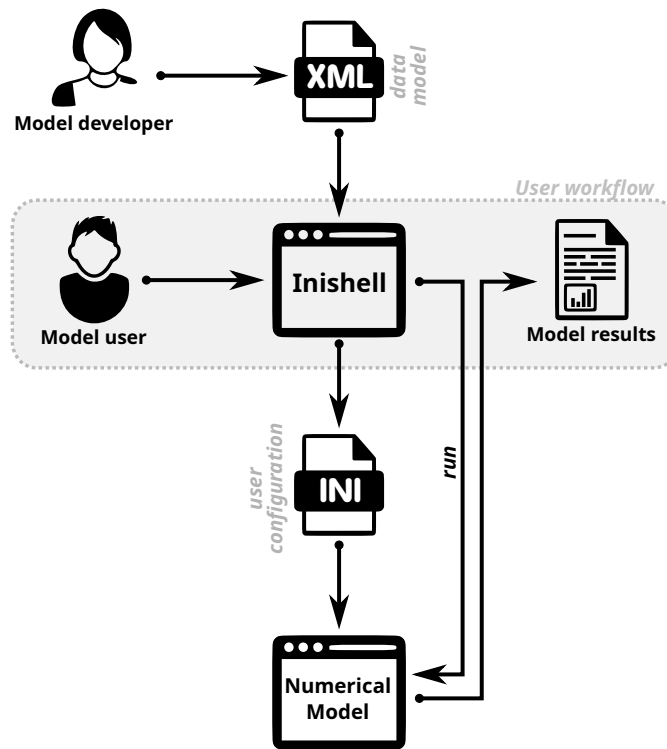 XML
data
model
Model developer
User workflow
Inishell
Model user
Model results
user
configuration
INI
run
Numerical
Model